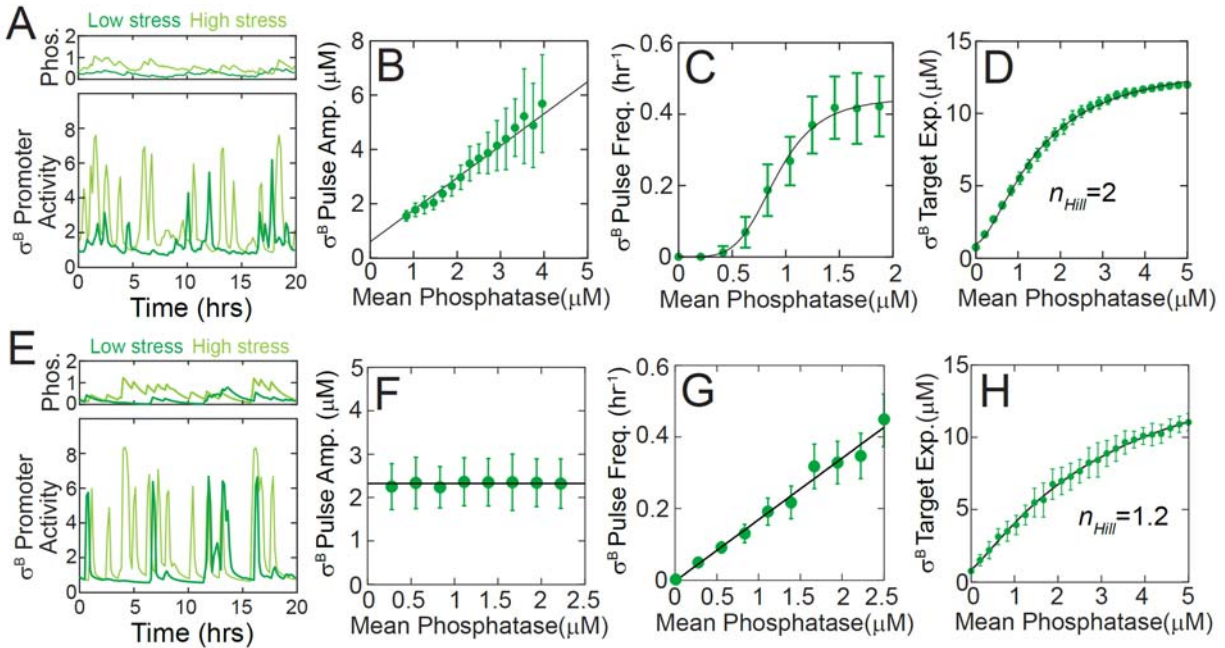 A
Low stress High stress
Phos.
2
1
0
σᴮ Promoter
Activity
8
6
4
2
0
0 5 10 15 20
Time (hrs)
B
σᴮ Pulse Amp. (μM)
8
6
4
2
0
0 1 2 3 4 5
Mean Phosphatase(μM)
C
σᴮ Pulse Freq. (hr⁻¹)
0.6
0.4
0.2
0
0 0.5 1 1.5 2
Mean Phosphatase(μM)
D
σᴮ Target Exp.(μM)
15
10
5
0
n_Hill=2
0 1 2 3 4 5
Mean Phosphatase(μM)
E
Low stress High stress
Phos.
2
1
0
σᴮ Promoter
Activity
8
6
4
2
0
0 5 10 15 20
Time (hrs)
F
σᴮ Pulse Amp. (μM)
5
4
3
2
1
0
0 0.5 1 1.5 2 2.5
Mean Phosphatase(μM)
G
σᴮ Pulse Freq. (hr⁻¹)
0.6
0.4
0.2
0
0 0.5 1 1.5 2 2.5
Mean Phosphatase(μM)
H
σᴮ Target Exp.(μM)
15
10
5
0
n_Hill=1.2
0 1 2 3 4 5
Mean Phosphatase(μM)